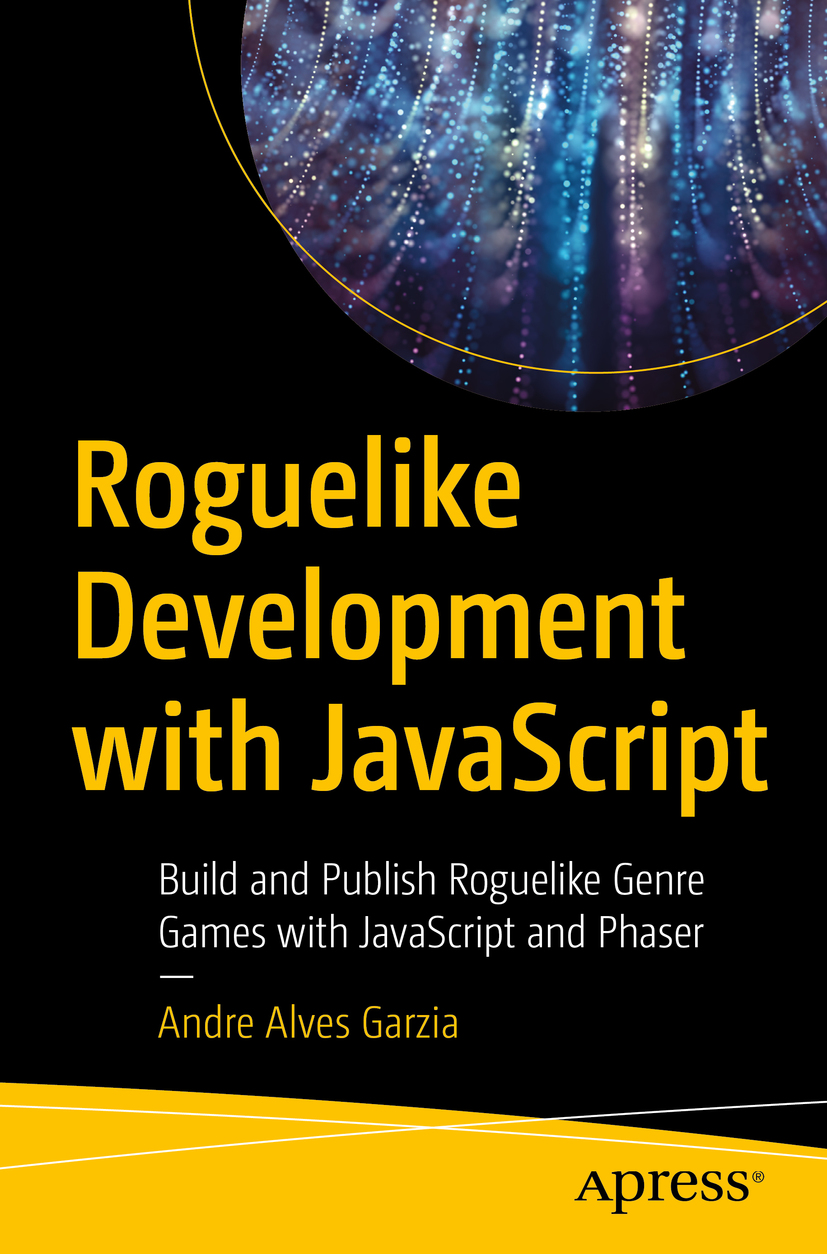 Roguelike
Development
with JavaScript
Build and Publish Roguelike Genre
Games with JavaScript and Phaser
—
Andre Alves Garzia
Apress®